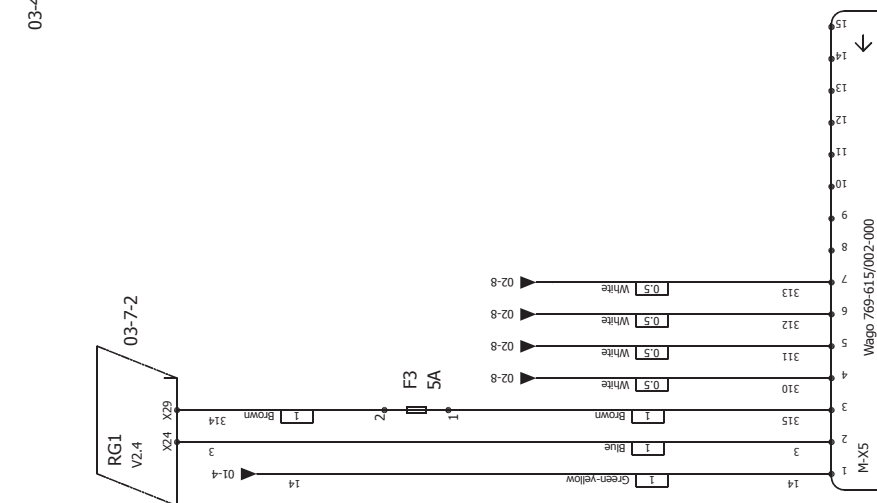 03-4
15
14
13
12
11
10
9
8
7
6
5
4
3
2
1
M-X5
Wago 769-615/002-000
02-8
White
0.5
313
02-8
White
0.5
312
02-8
White
0.5
311
02-8
White
0.5
310
03-7-2
RG1
V2.4
X29
314
Brown
1
2
F3
5A
1
Brown
1
315
X24
3
Blue
1
3
01-4
14
Green-yellow
1
14